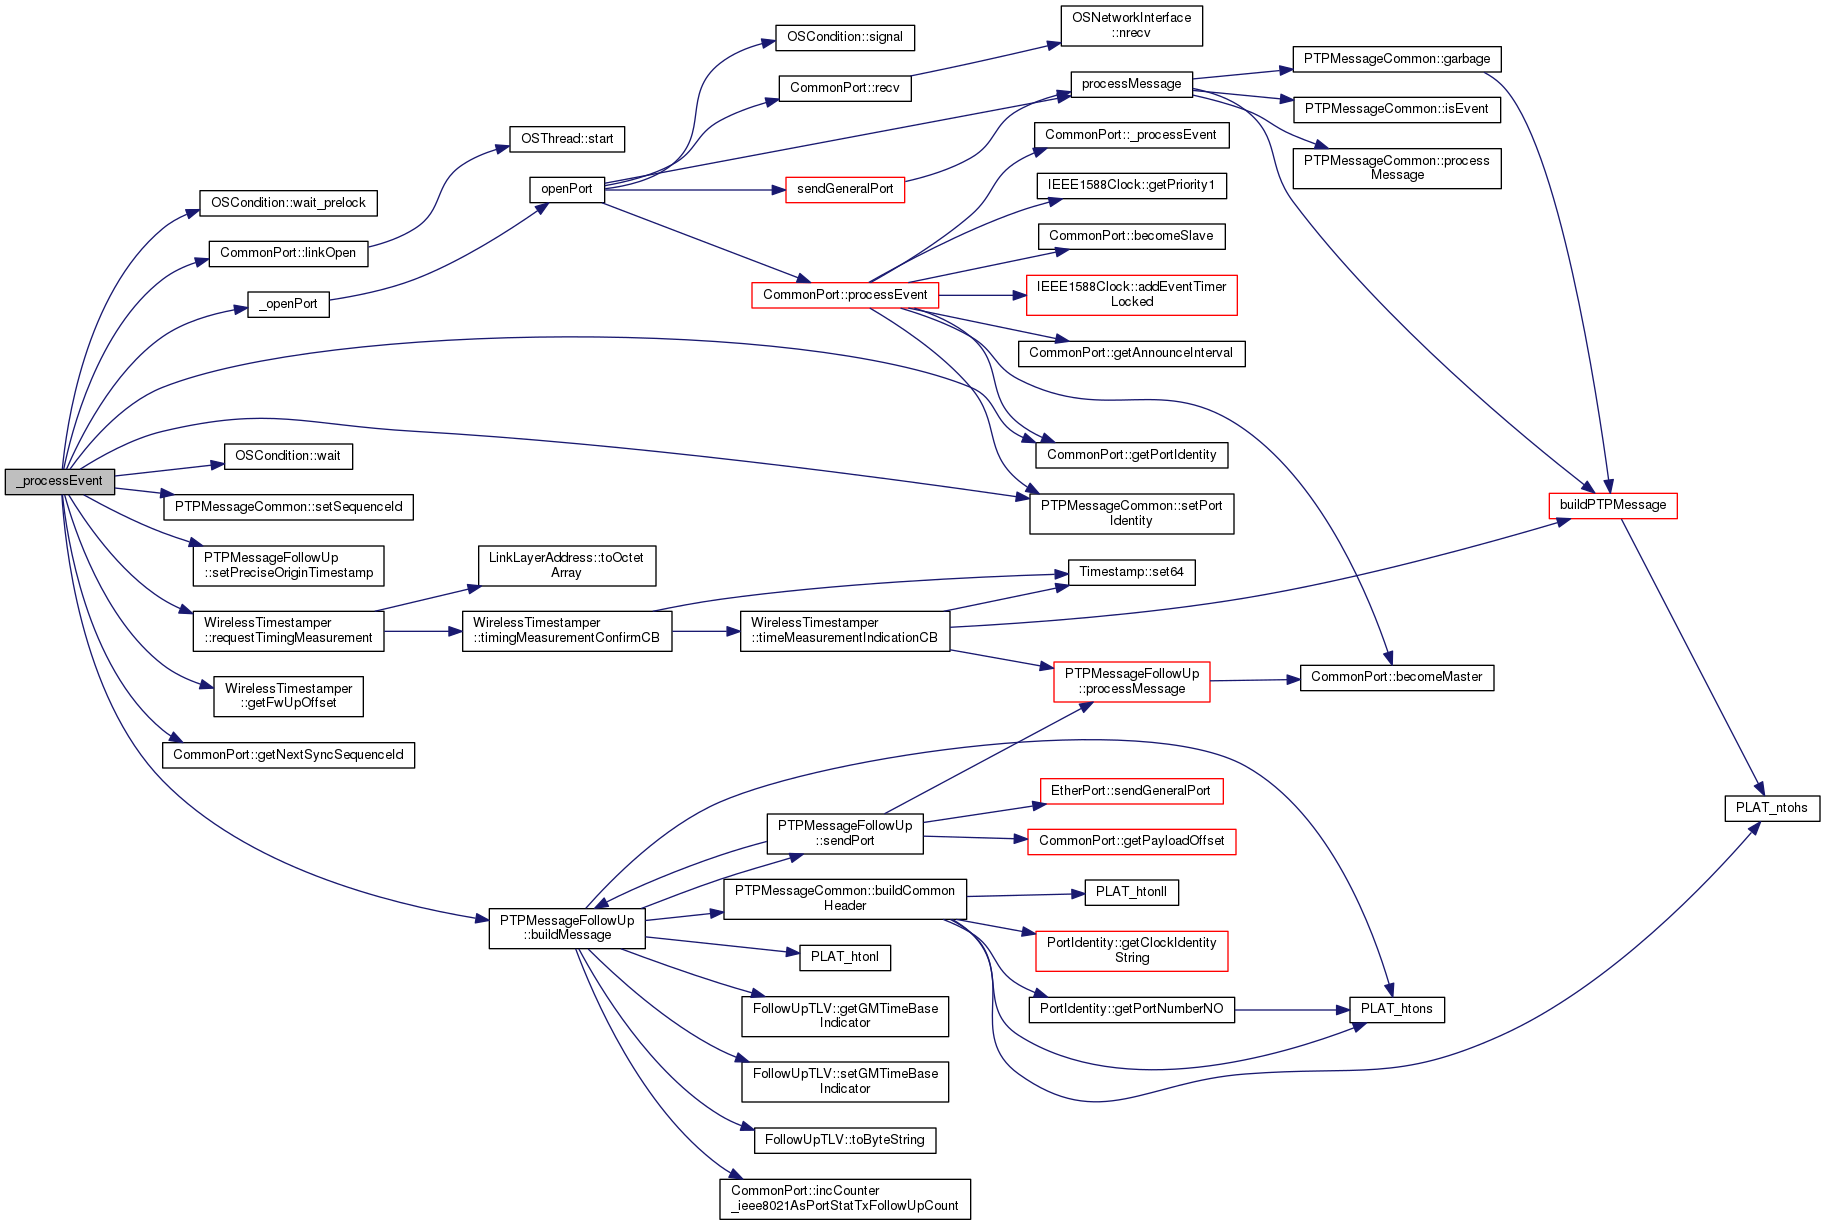 OSNetworkInterface
::nrecv
OSCondition::signal
PTPMessageCommon::garbage
CommonPort::recv
processMessage
PTPMessageCommon::isEvent
OSThread::start
CommonPort::_processEvent
PTPMessageCommon::process
Message
openPort
sendGeneralPort
IEEE1588Clock::getPriority1
OSCondition::wait_prelock
CommonPort::becomeSlave
CommonPort::linkOpen
CommonPort::processEvent
IEEE1588Clock::addEventTimer
Locked
_openPort
CommonPort::getAnnounceInterval
OSCondition::wait
CommonPort::getPortIdentity
_processEvent
PTPMessageCommon::setSequenceId
PTPMessageCommon::setPort
Identity
buildPTPMessage
PTPMessageFollowUp
::setPreciseOriginTimestamp
LinkLayerAddress::toOctet
Array
Timestamp::set64
WirelessTimestamper
::requestTimingMeasurement
WirelessTimestamper
::timingMeasurementConfirmCB
WirelessTimestamper
::timeMeasurementIndicationCB
PTPMessageFollowUp
::processMessage
CommonPort::becomeMaster
WirelessTimestamper
::getFwUpOffset
CommonPort::getNextSyncSequenceId
EtherPort::sendGeneralPort
PLAT_ntohs
PTPMessageFollowUp
::sendPort
CommonPort::getPayloadOffset
PTPMessageCommon::buildCommon
Header
PLAT_htonll
PTPMessageFollowUp
::buildMessage
PortIdentity::getClockIdentity
String
PLAT_htonl
FollowUpTLV::getGMTimeBase
Indicator
PortIdentity::getPortNumberNO
PLAT_htons
FollowUpTLV::setGMTimeBase
Indicator
FollowUpTLV::toByteString
CommonPort::incCounter
_ieee8021AsPortStatTxFollowUpCount